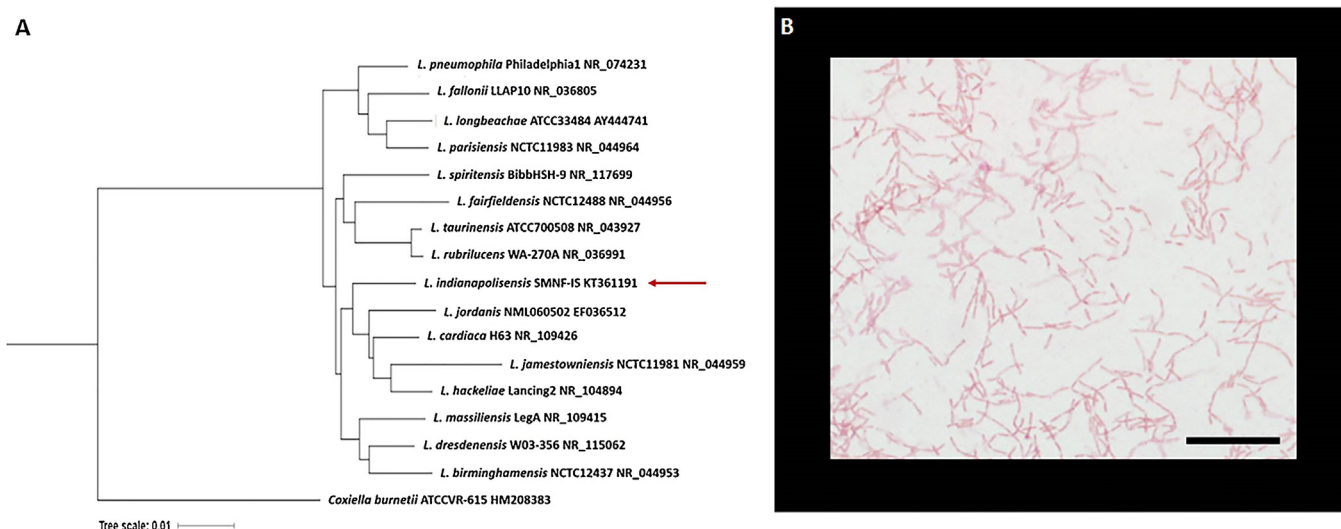 A
L. pneumophila Philadelphia1 NR_074231
L. fallonii LLAP10 NR_036805
L. longbeachae ATCC33484 AY444741
L. parisiensis NCTC11983 NR_044964
L. spiritensis BibbHSH-9 NR_117699
L. fairfieldensis NCTC12488 NR_044956
L. taurinensis ATCC700508 NR_043927
L. rubrilucens WA-270A NR_036991
L. indianapolisensis SMNF-IS KT361191
L. jordanis NML060502 EF036512
L. cardiaca H63 NR_109426
L. jamestowniensis NCTC11981 NR_044959
L. hackeliae Lancing2 NR_104894
L. massiliensis LegA NR_109415
L. dresdenensis W03-356 NR_115062
L. birminghamensis NCTC12437 NR_044953
Coxiella burnetii ATCCVR-615 HM208383
Tree scale: 0.01
B